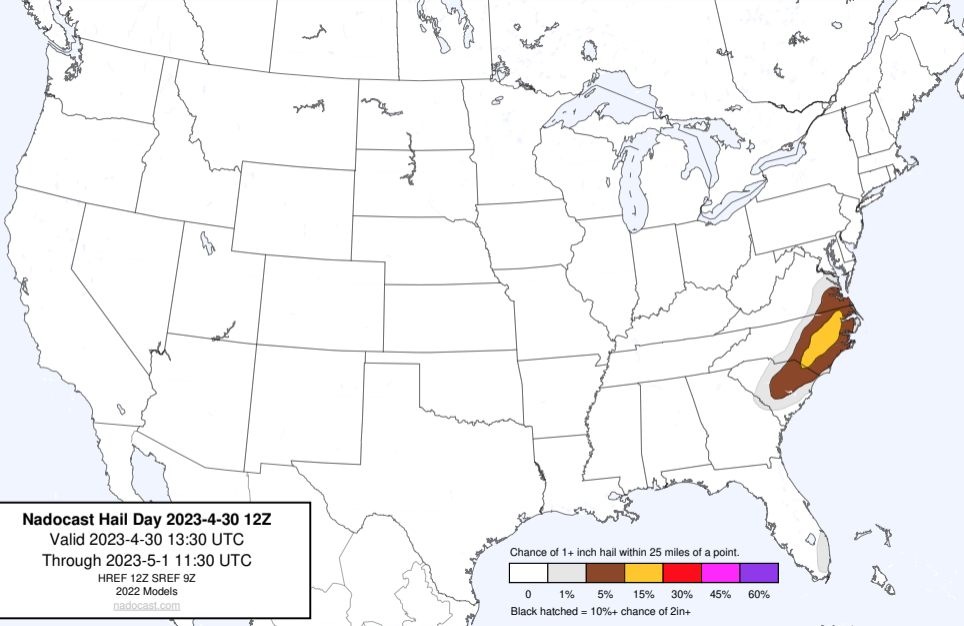 Nadocast Hail Day 2023-4-30 12Z
Valid 2023-4-30 13:30 UTC
Through 2023-5-1 11:30 UTC
HREF 12Z SREF 9Z
2022 Models
nadocast.com
Chance of 1+ inch hail within 25 miles of a point.
0 1% 5% 15% 30% 45% 60%
Black hatched = 10%+ chance of 2in+